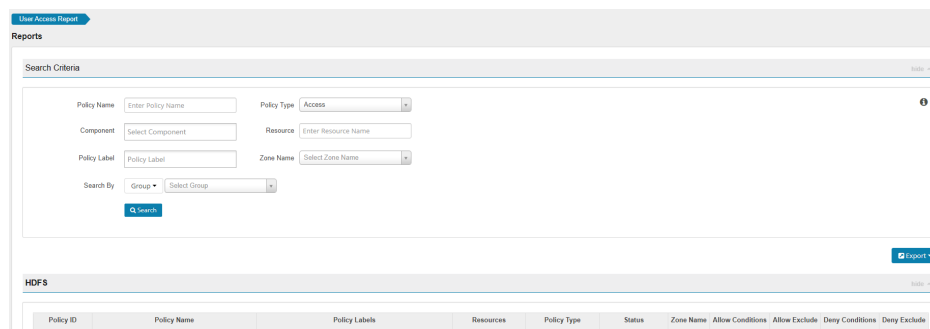 User Access Report
Reports
Search Criteria hide
Policy Name Enter Policy Name Policy Type Access
Component Select Component Resource Enter Resource Name
Policy Label Policy Label Zone Name Select Zone Name
Search By Group Select Group
Search
Export
HDFS hide
Policy ID Policy Name Policy Labels Resources Policy Type Status Zone Name Allow Conditions Allow Exclude Deny Conditions Deny Exclude